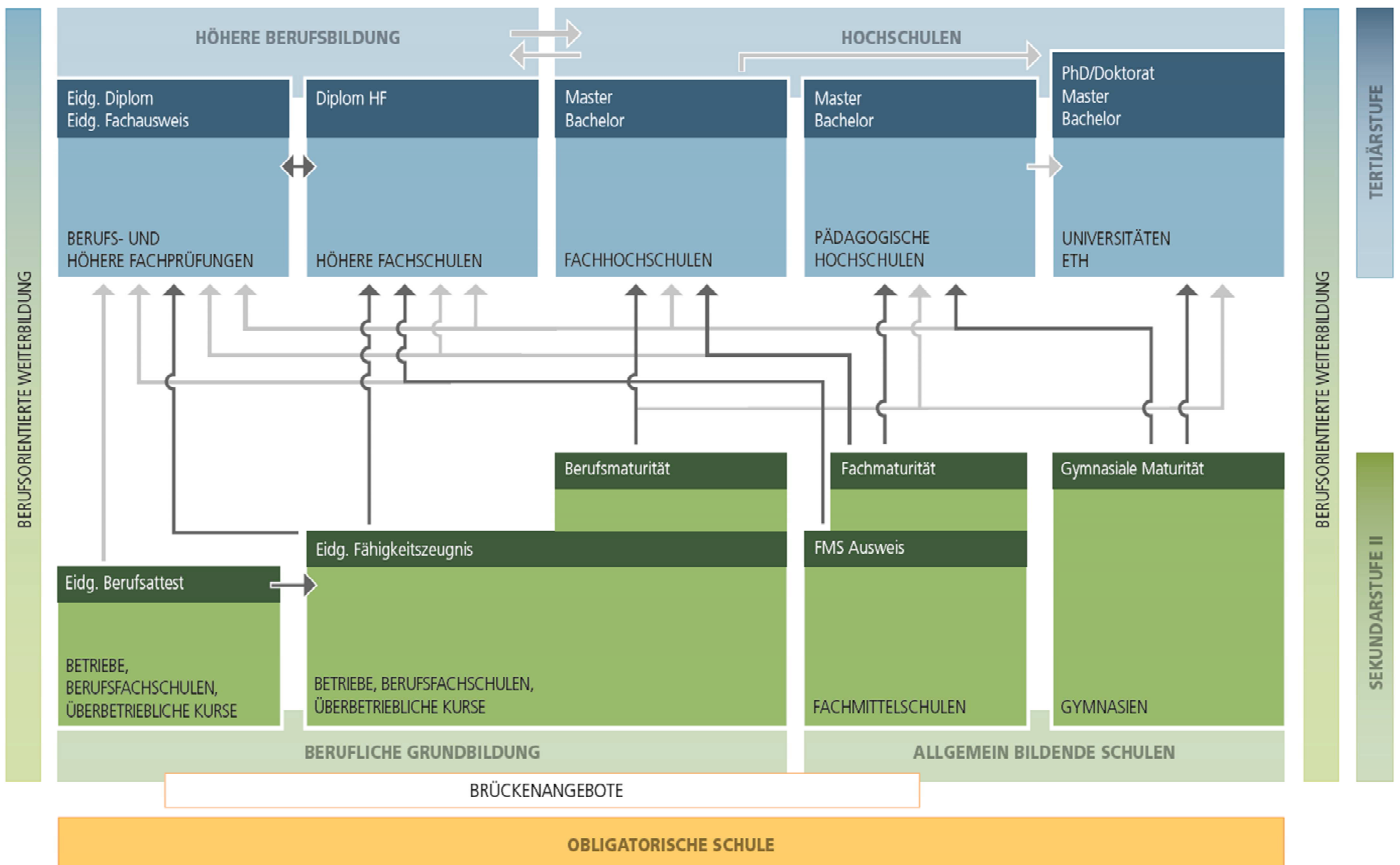 BERUFSORIENTIERTE WEITERBILDUNG
HÖHERE BERUFSBILDUNG
HOCHSCHULEN
Eidg. Diplom
Eidg. Fachausweis
BERUFS- UND
HÖHERE FACHPRÜFUNGEN
Diplom HF
HÖHERE FACHSCHULEN
Master
Bachelor
FACHHOCHSCHULEN
Master
Bachelor
PÄDAGOGISCHE
HOCHSCHULEN
PhD/Doktorat
Master
Bachelor
UNIVERSITÄTEN
ETH
BERUFSORIENTIERTE WEITERBILDUNG
TERTIÄRSTUFE
Berufsmaturität
Fachmaturität
Gymnasiale Maturität
Eidg. Fähigkeitszeugnis
FMS Ausweis
Eidg. Berufsattest
BETRIEBE,
BERUFSFACHSCHULEN,
ÜBERBETRIEBLICHE KURSE
BETRIEBE, BERUFSFACHSCHULEN,
ÜBERBETRIEBLICHE KURSE
FACHMITTELSCHULEN
GYMNASIEN
SEKUNDARSTUFE II
BERUFLICHE GRUNDBILDUNG
ALLGEMEIN BILDENDE SCHULEN
BRÜCKENANGEBOTE
OBLIGATORISCHE SCHULE